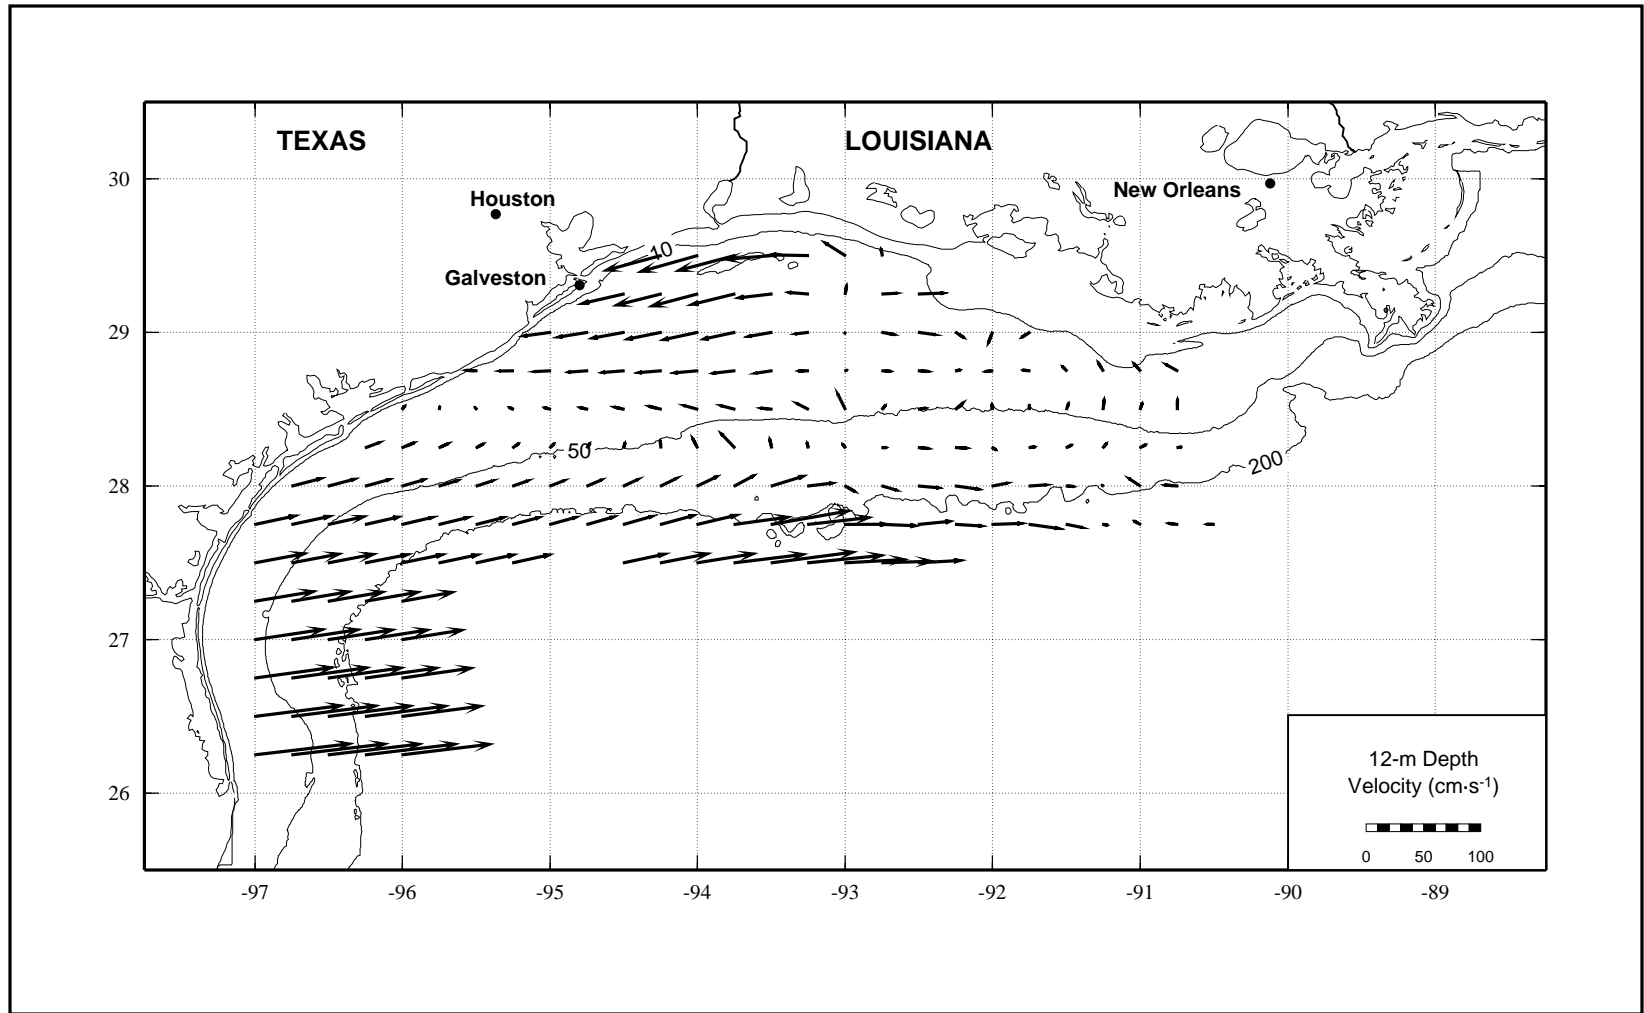 TEXAS
LOUISIANA
30
New Orleans
Houston
10
Galveston
29
50
200
28
27
26
12-m Depth
Velocity (cm·s-1)
0 50 100
-97 -96 -95 -94 -93 -92 -91 -90 -89